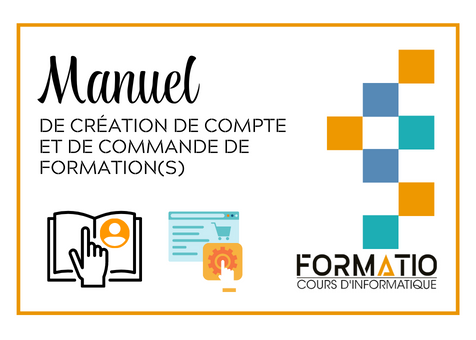 Manuel
DE CRÉATION DE COMPTE
ET DE COMMANDE DE
FORMATION(S)
FORMATIO
COURS D'INFORMATIQUE